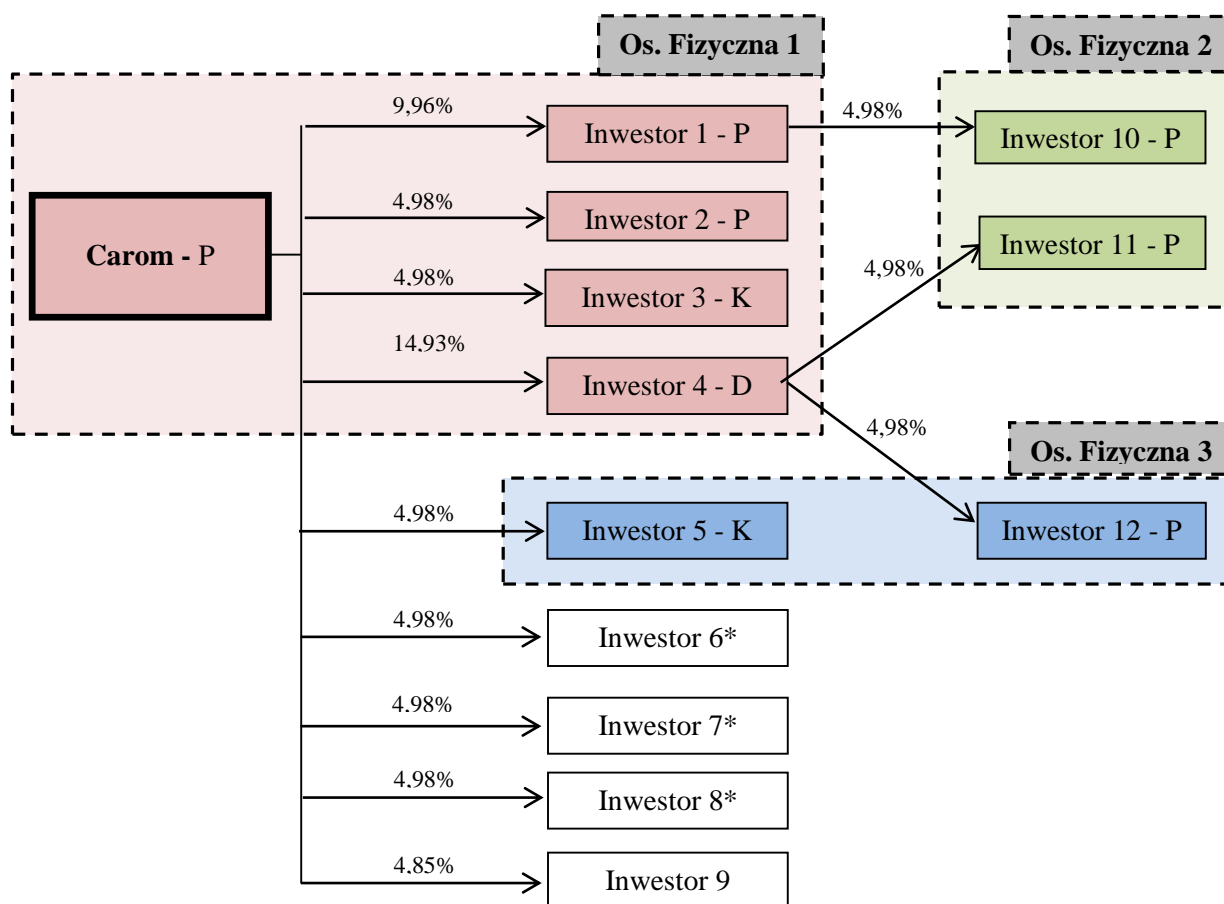 Os. Fizyczna 1
Os. Fizyczna 2
9,96%
Inwestor 1 - P
4,98%
Inwestor 10 - P
Carom - P
4,98%
Inwestor 2 - P
Inwestor 11 - P
4,98%
Inwestor 3 - K
4,98%
14,93%
Inwestor 4 - D
4,98%
Os. Fizyczna 3
4,98%
Inwestor 5 - K
Inwestor 12 - P
4,98%
Inwestor 6*
4,98%
Inwestor 7*
4,98%
Inwestor 8*
4,85%
Inwestor 9